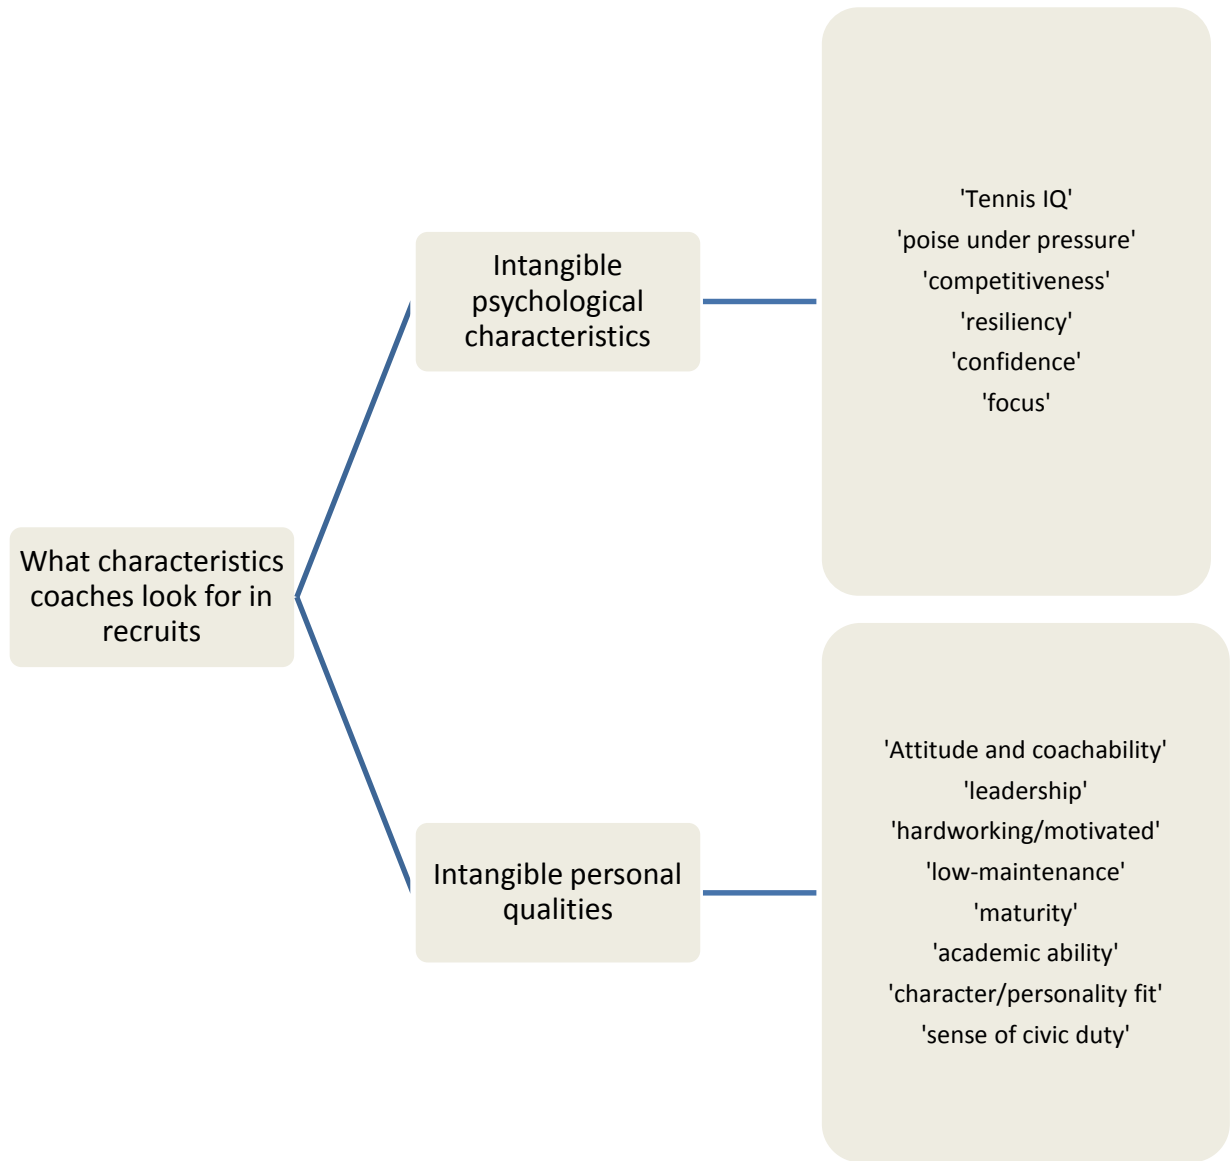 What characteristics
coaches look for in
recruits
Intangible
psychological
characteristics
'Tennis IQ'
'poise under pressure'
'competitiveness'
'resiliency'
'confidence'
'focus'
Intangible personal
qualities
'Attitude and coachability'
'leadership'
'hardworking/motivated'
'low-maintenance'
'maturity'
'academic ability'
'character/personality fit'
'sense of civic duty'